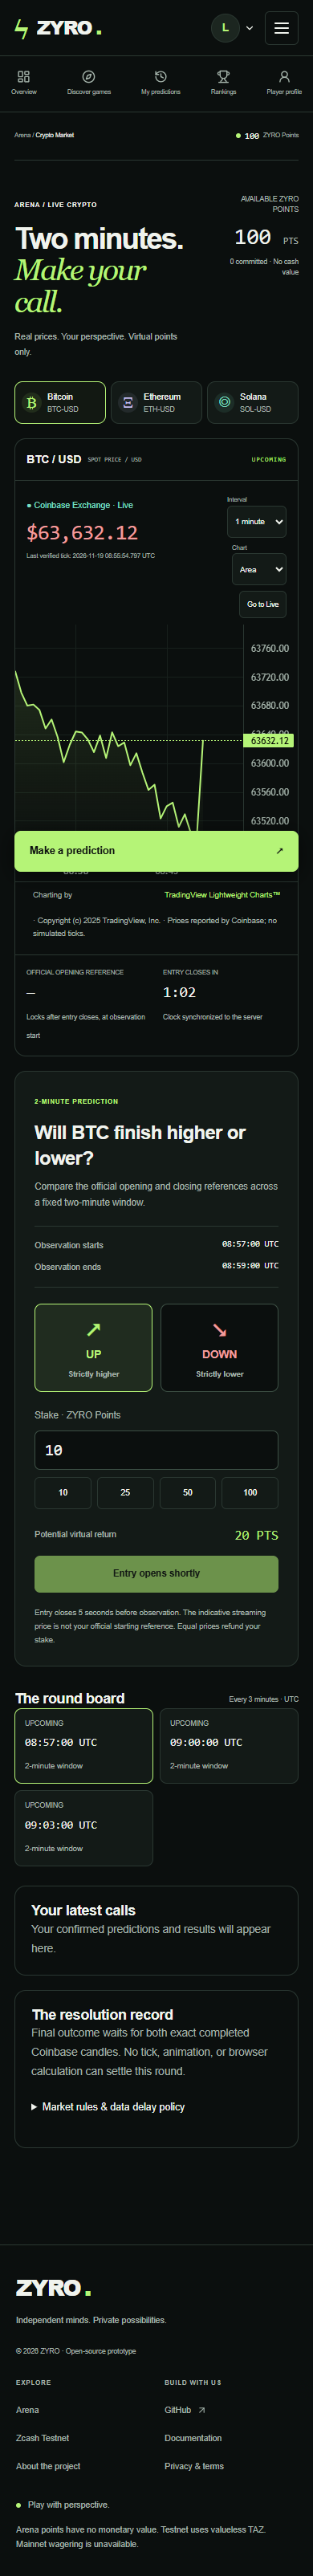 ZYRO.
L
Overview
Discover games
My predictions
Rankings
Player profile
Arena / Crypto Market
100 ZYRO Points
ARENA / LIVE CRYPTO
Two minutes.
Make your
call.
Real prices. Your perspective. Virtual points
only.
AVAILABLE ZYRO
POINTS
100 PTS
0 committed · No cash
value
Bitcoin
BTC-USD
Ethereum
ETH-USD
Solana
SOL-USD
BTC / USD SPOT PRICE / USD
UPCOMING
Coinbase Exchange · Live
$63,632.12
Last verified tick: 2026-11-19 08:55:54.797 UTC
Interval
1 minute
Chart
Area
Go to Live
63760.00
63720.00
63680.00
63632.12
63600.00
63560.00
63520.00
Make a prediction ↗
Charting by
TradingView Lightweight Charts™
· Copyright (c) 2025 TradingView, Inc. · Prices reported by Coinbase; no
simulated ticks.
OFFICIAL OPENING REFERENCE
—
Locks after entry closes, at observation
start
ENTRY CLOSES IN
1:02
Clock synchronized to the server
2-MINUTE PREDICTION
Will BTC finish higher or
lower?
Compare the official opening and closing references across
a fixed two-minute window.
Observation starts 08:57:00 UTC
Observation ends 08:59:00 UTC
↗
UP
Strictly higher
↘
DOWN
Strictly lower
Stake · ZYRO Points
10
10 25 50 100
Potential virtual return 20 PTS
Entry opens shortly
Entry closes 5 seconds before observation. The indicative streaming
price is not your official starting reference. Equal prices refund your
stake.
The round board
Every 3 minutes · UTC
UPCOMING
08:57:00 UTC
2-minute window
UPCOMING
09:00:00 UTC
2-minute window
UPCOMING
09:03:00 UTC
2-minute window
Your latest calls
Your confirmed predictions and results will appear
here.
The resolution record
Final outcome waits for both exact completed
Coinbase candles. No tick, animation, or browser
calculation can settle this round.
▶ Market rules & data delay policy
ZYRO.
Independent minds. Private possibilities.
© 2026 ZYRO · Open-source prototype
EXPLORE
Arena
Zcash Testnet
About the project
BUILD WITH US
GitHub ↗
Documentation
Privacy & terms
Play with perspective.
Arena points have no monetary value. Testnet uses valueless TAZ.
Mainnet wagering is unavailable.